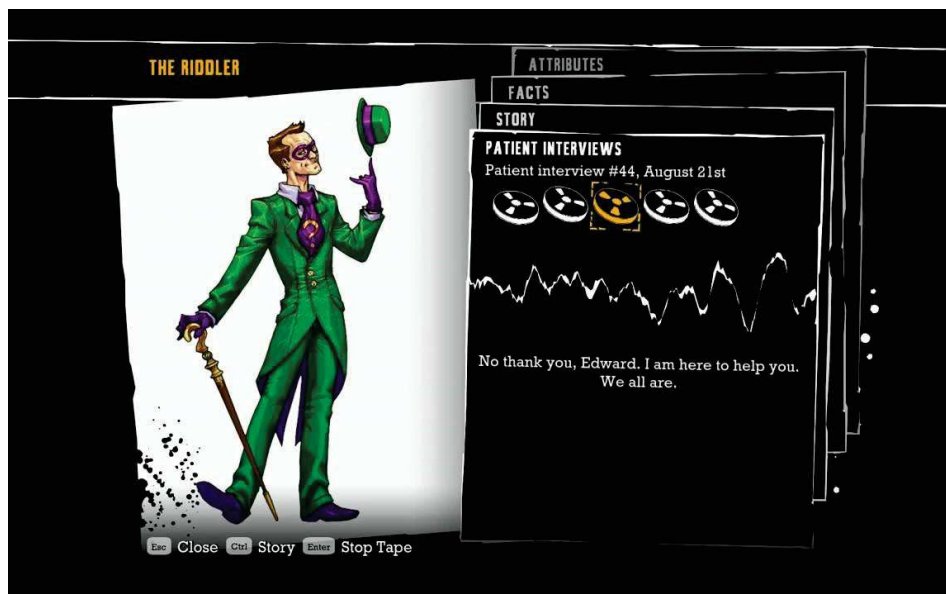 THE RIDDLER
ATTRIBUTES
FACTS
STORY
PATIENT INTERVIEWS
Patient interview #44, August 21st
?
No thank you, Edward. I am here to help you.
We all are.
Esc Close Ctrl Story Enter Stop Tape